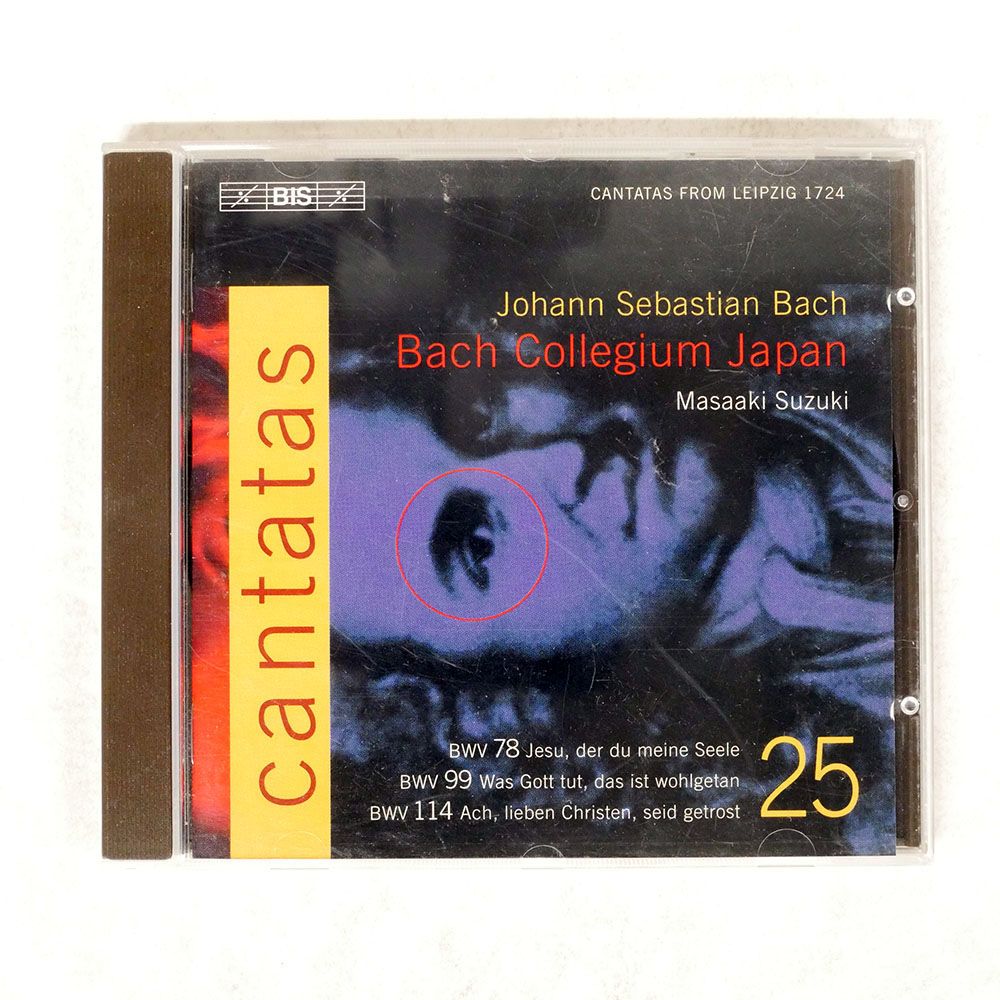 BIS
CANTATAS FROM LEIPZIG 1724
Johann Sebastian Bach
Bach Collegium Japan
Masaaki Suzuki
cantatas
BWV 78 Jesu, der du meine Seele
BWV 99 Was Gott tut, das ist wohlgetan
BWV 114 Ach, lieben Christen, seid getrost
25